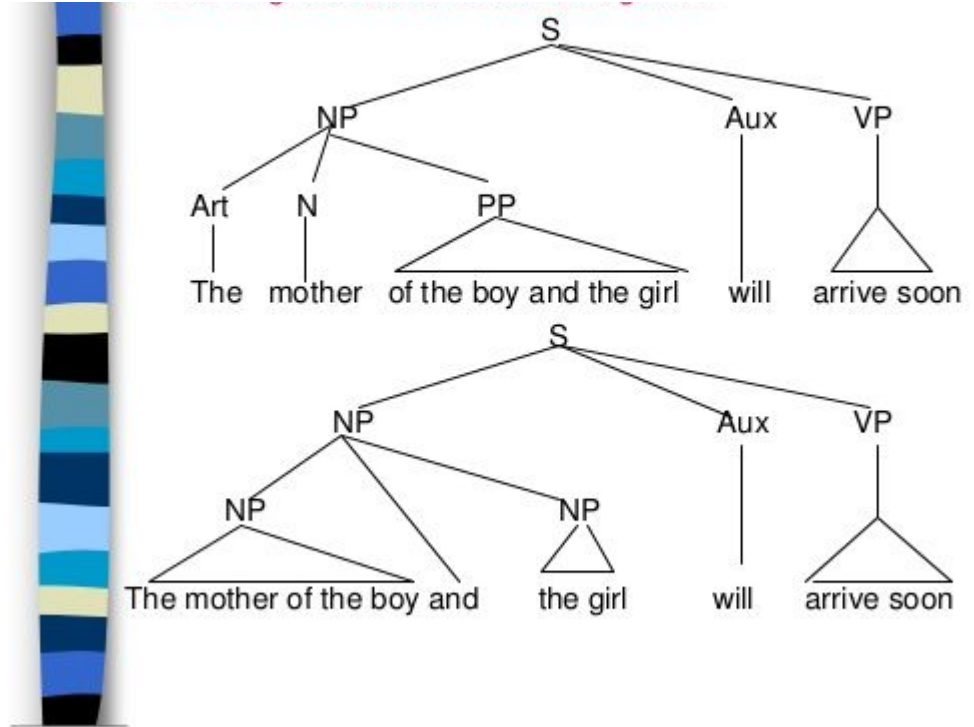 S
NP Aux VP
Art N PP
The mother of the boy and the girl will arrive soon
S
NP Aux VP
NP NP
The mother of the boy and the girl will arrive soon